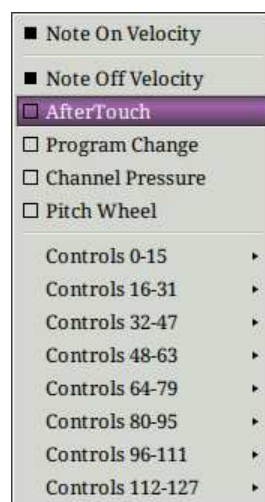 Note On Velocity
Note Off Velocity
AfterTouch
Program Change
Channel Pressure
Pitch Wheel
Controls 0-15
Controls 16-31
Controls 32-47
Controls 48-63
Controls 64-79
Controls 80-95
Controls 96-111
Controls 112-127